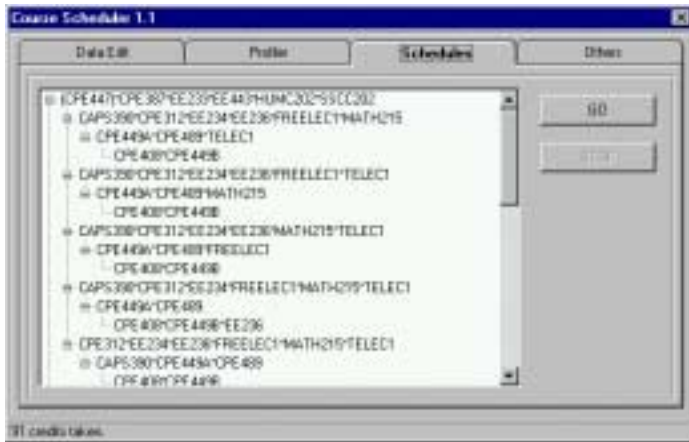 Course Scheduler 1.1
Data Edit Profiler Schedules Others
(CPE447)*CPE387*EE233*EE443*HUMC202*SSCC202
CAPS390*CPE312*EE234*EE236*FREELEC1*MATH215
CPE449A*CPE489*TELEC1
CPE408*CPE449B
CAPS390*CPE312*EE234*EE236*FREELEC1*TELEC1
CPE449A*CPE489*MATH215
CPE408*CPE449B
CAPS390*CPE312*EE234*EE236*MATH215*TELEC1
CPE449A*CPE489*FREELEC1
CPE408*CPE449B
CAPS390*CPE312*EE234*FREELEC1*MATH215*TELEC1
CPE449A*CPE489
CPE408*CPE449B*EE236
CPE312*EE234*EE236*FREELEC1*MATH215*TELEC1
CAPS390*CPE449A*CPE489
CPE408*CPE449B
GO
91 credits taken.